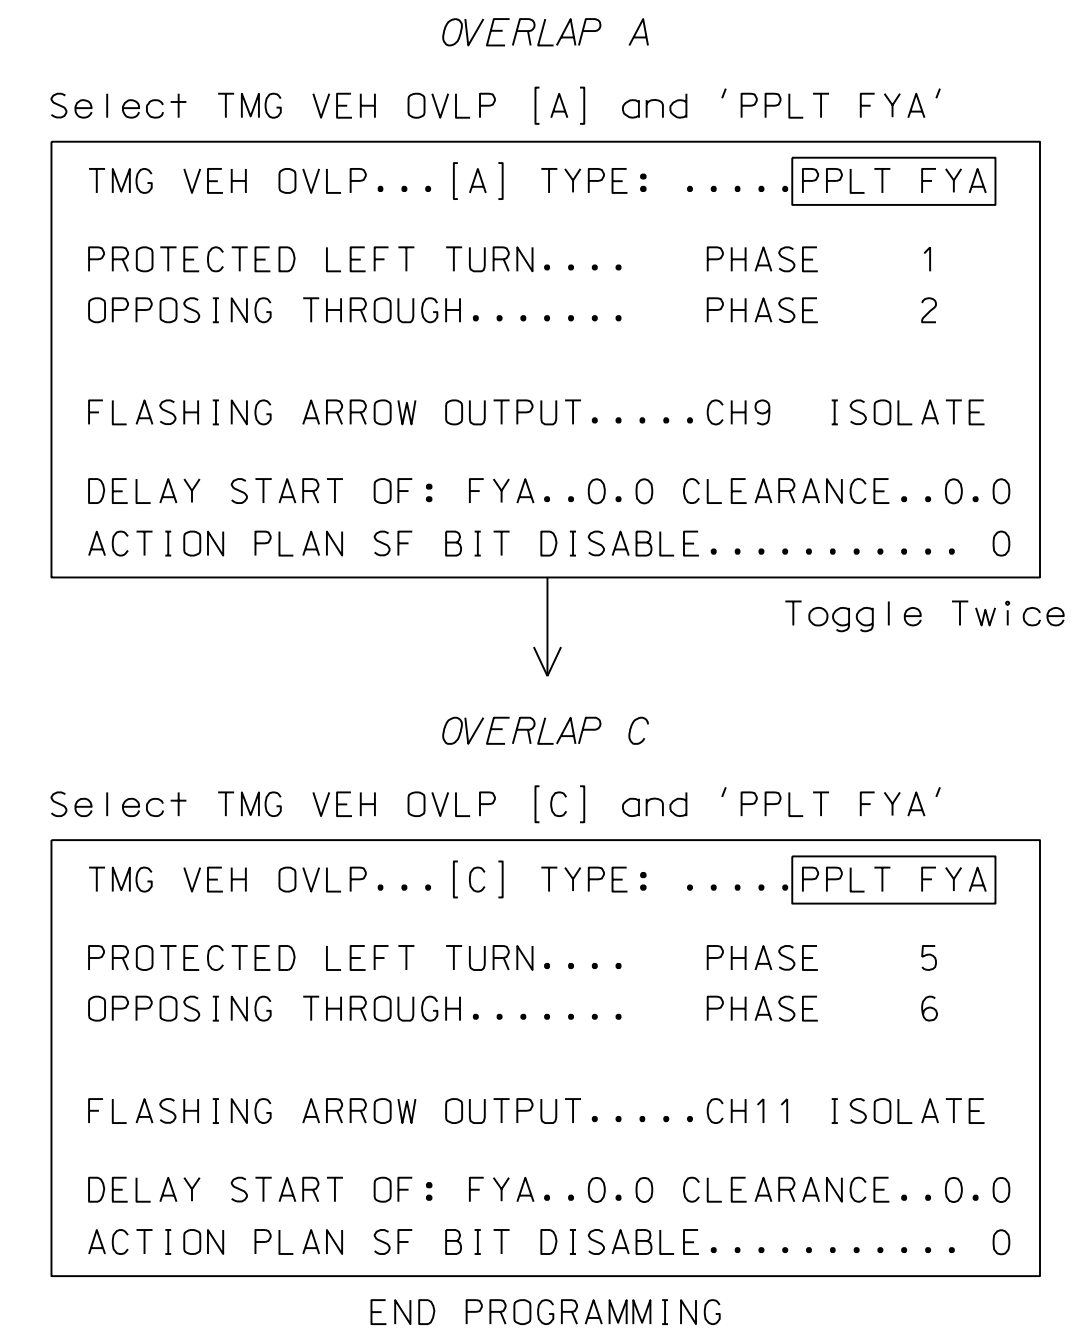 OVERLAP A
Select TMG VEH OVLP [A] and 'PPLT FYA'
TMG VEH OVLP...[A] TYPE: .....PPLT FYA
PROTECTED LEFT TURN.... PHASE 1
OPPOSING THROUGH....... PHASE 2
FLASHING ARROW OUTPUT.....CH9 ISOLATE
DELAY START OF: FYA..0.0 CLEARANCE..0.0
ACTION PLAN SF BIT DISABLE........... 0
Toggle Twice
OVERLAP C
Select TMG VEH OVLP [C] and 'PPLT FYA'
TMG VEH OVLP...[C] TYPE: .....PPLT FYA
PROTECTED LEFT TURN.... PHASE 5
OPPOSING THROUGH....... PHASE 6
FLASHING ARROW OUTPUT.....CH11 ISOLATE
DELAY START OF: FYA..0.0 CLEARANCE..0.0
ACTION PLAN SF BIT DISABLE........... 0
END PROGRAMMING